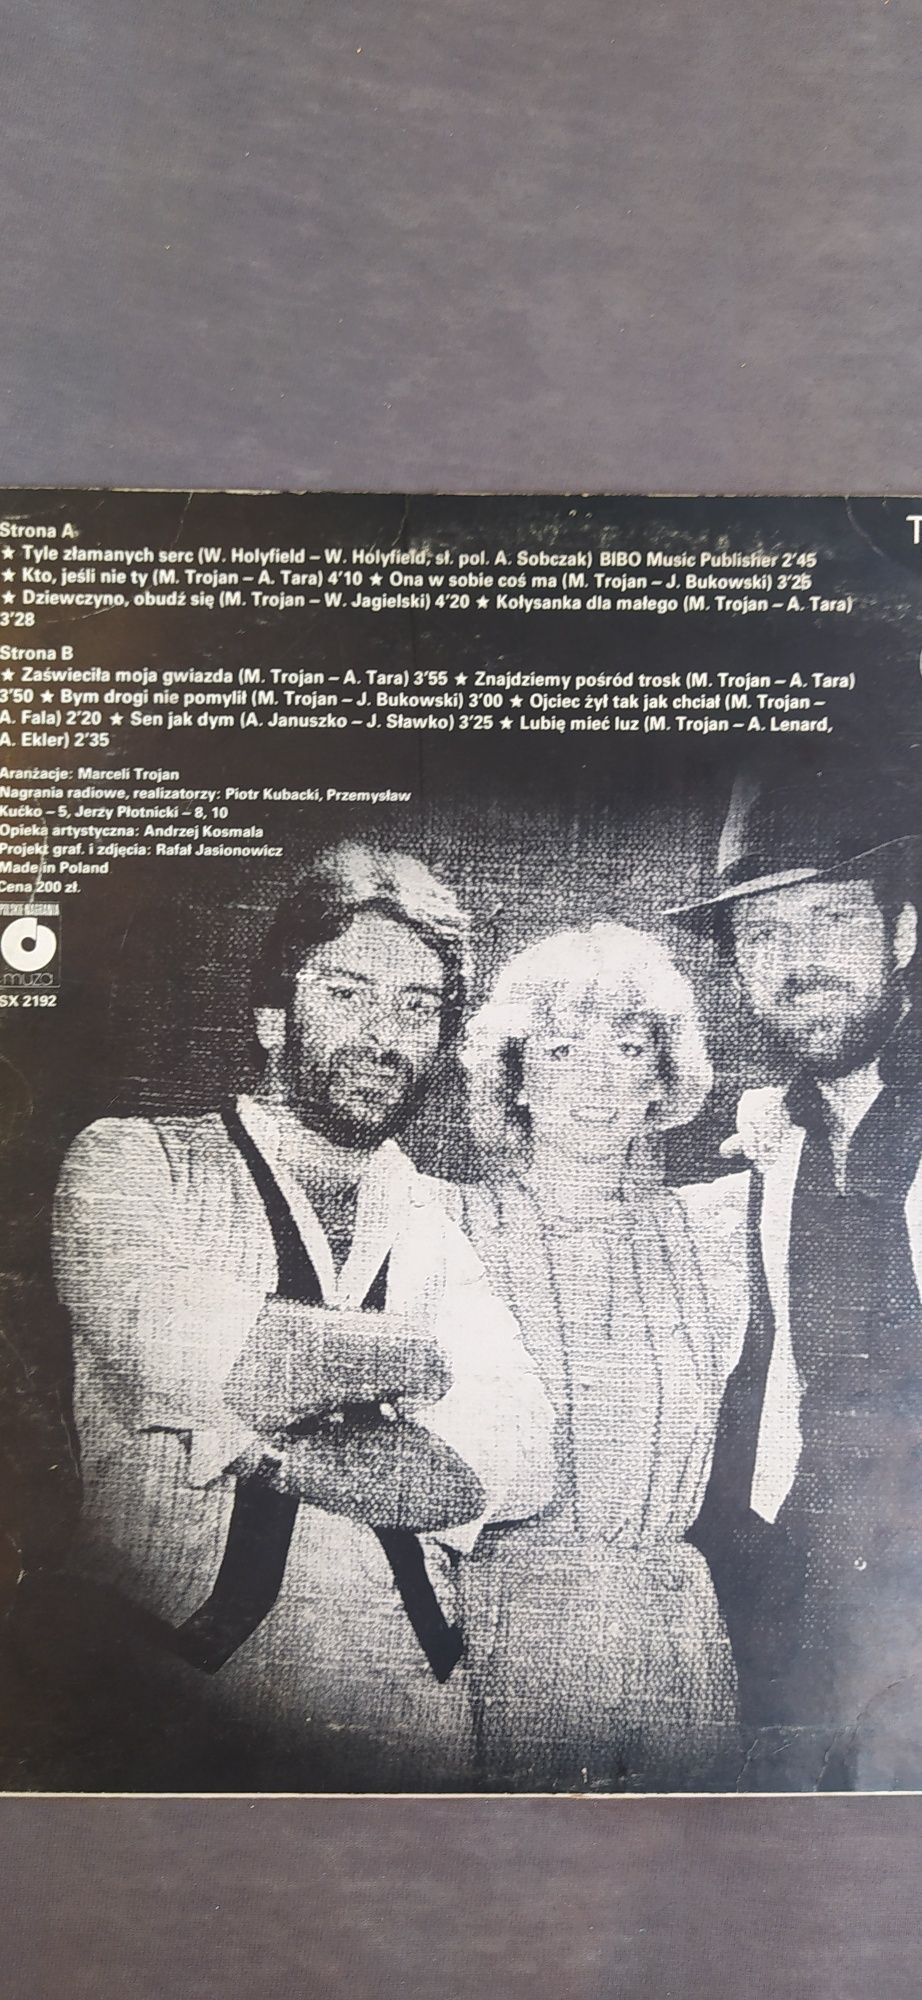 Strona A
★ Tyle złamanych serc (W. Holyfield – W. Holyfield, sł. pol. A. Sobczak) BIBO Music Publisher 2'45
★ Kto, jeśli nie ty (M. Trojan – A. Tara) 4'10 ★ Ona w sobie coś ma (M. Trojan – J. Bukowski) 3'25
★ Dziewczyno, obudź się (M. Trojan – W. Jagielski) 4'20 ★ Kołysanka dla małego (M. Trojan – A. Tara)
3'28
Strona B
★ Zaświeciła moja gwiazda (M. Trojan – A. Tara) 3'55 ★ Znajdziemy pośród trosk (M. Trojan – A. Tara)
3'50 ★ Bym drogi nie pomylił (M. Trojan – J. Bukowski) 3'00 ★ Ojciec żył tak jak chciał (M. Trojan –
A. Fala) 2'20 ★ Sen jak dym (A. Januszko – J. Sławko) 3'25 ★ Lubię mieć luz (M. Trojan – A. Lenard,
A. Ekler) 2'35
Aranżacje: Marceli Trojan
Nagrania radiowe, realizatorzy: Piotr Kubacki, Przemysław
Kućko – 5, Jerzy Płotnicki – 8, 10
Opieka artystyczna: Andrzej Kosmala
Projekt graf. i zdjęcia: Rafał Jasionowicz
Made in Poland
Cena 200 zł.
POLSKIE NAGRANIA
muza
SX 2192
T